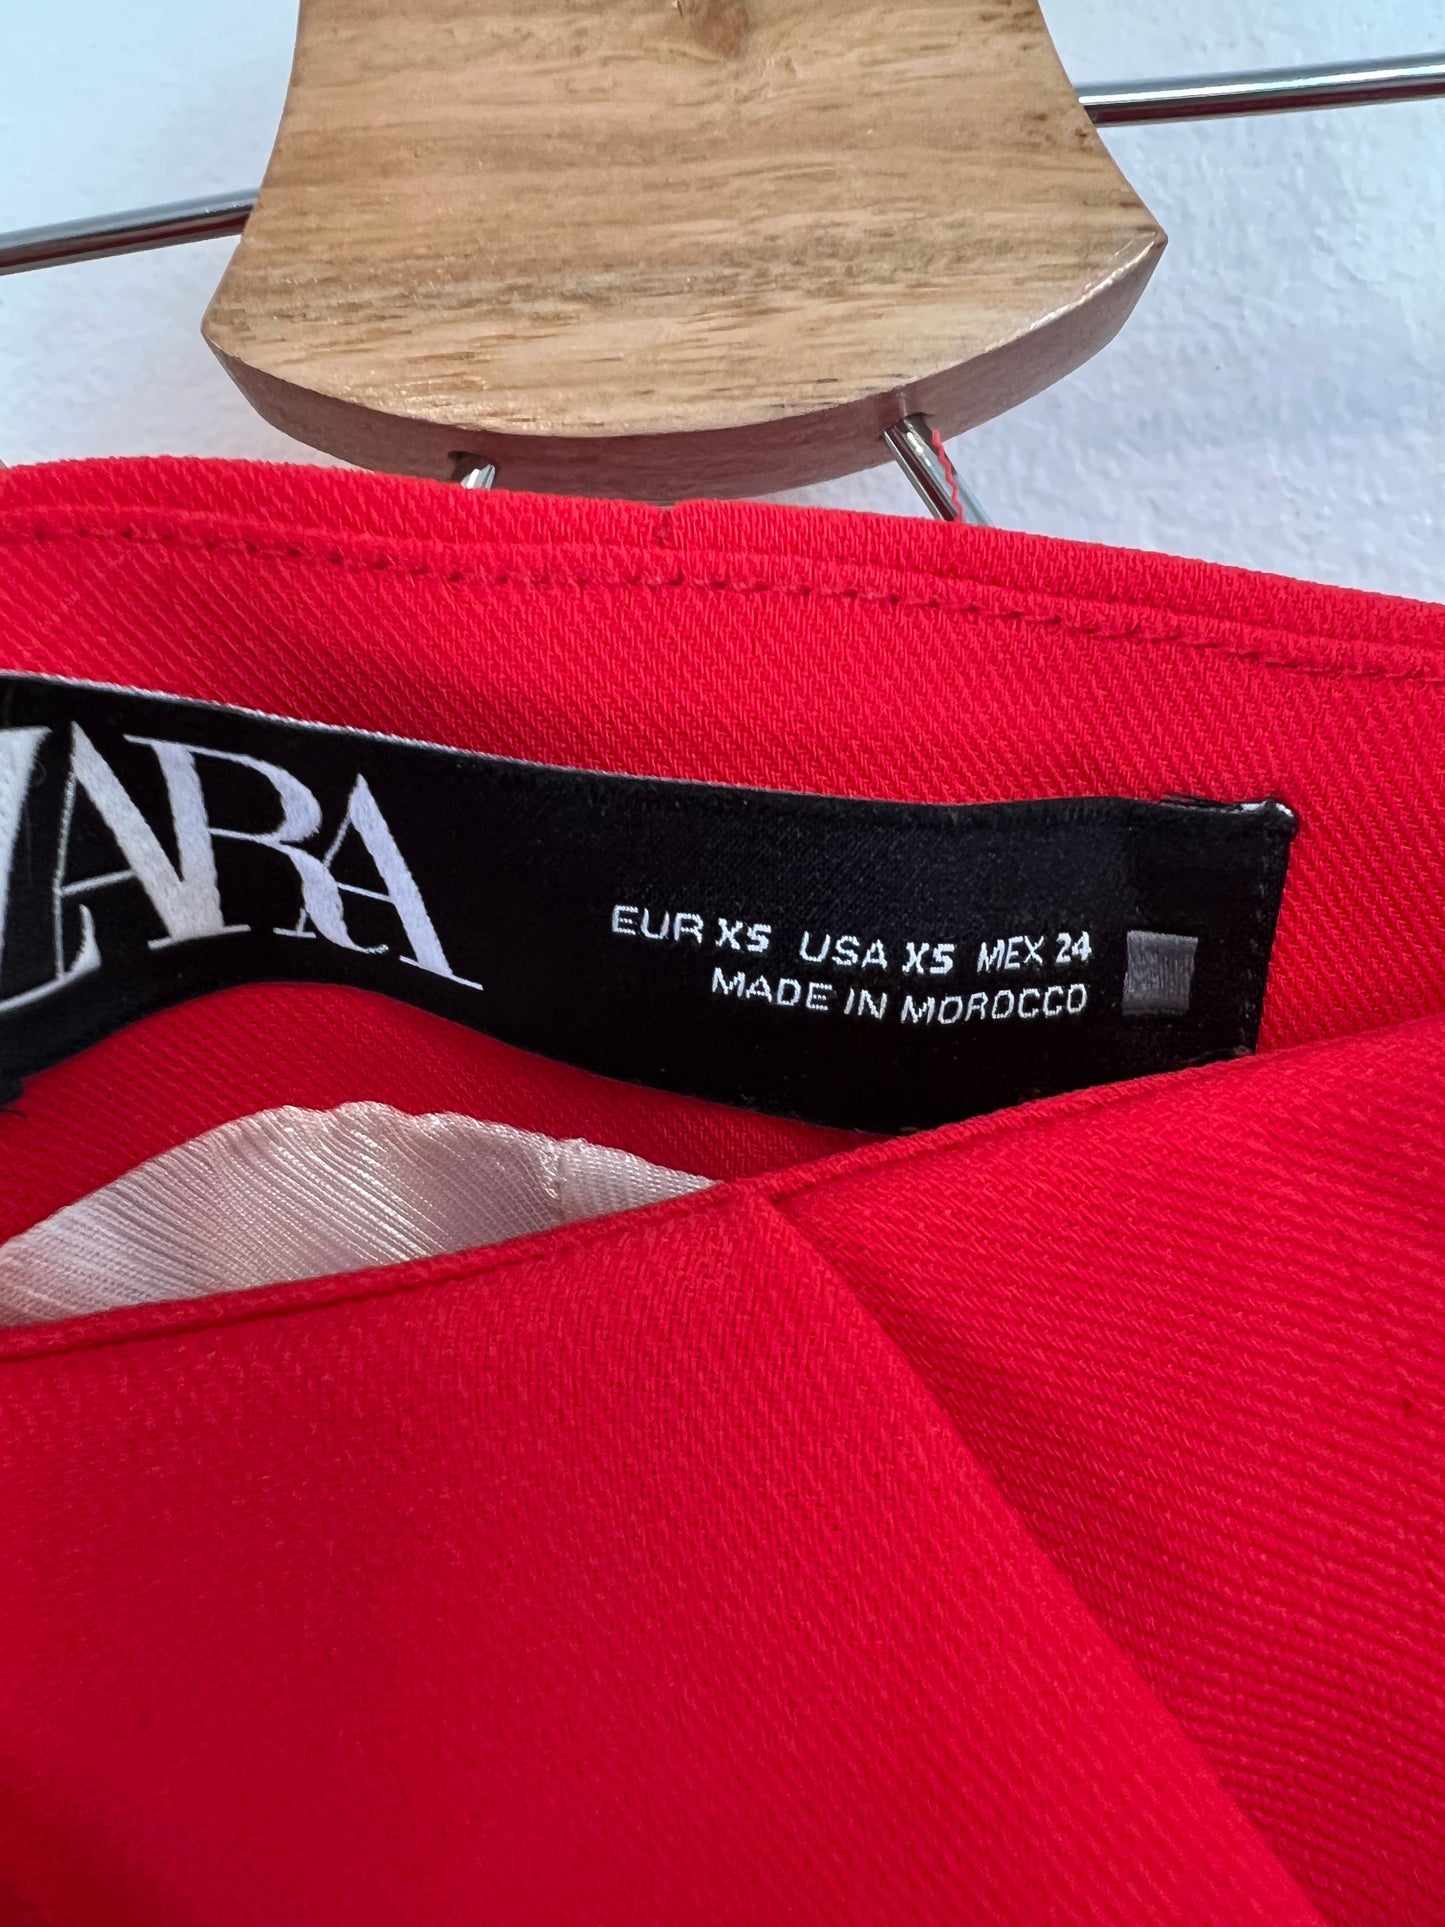 ZARA
EUR XS USA XS MEX 24
MADE IN MOROCCO